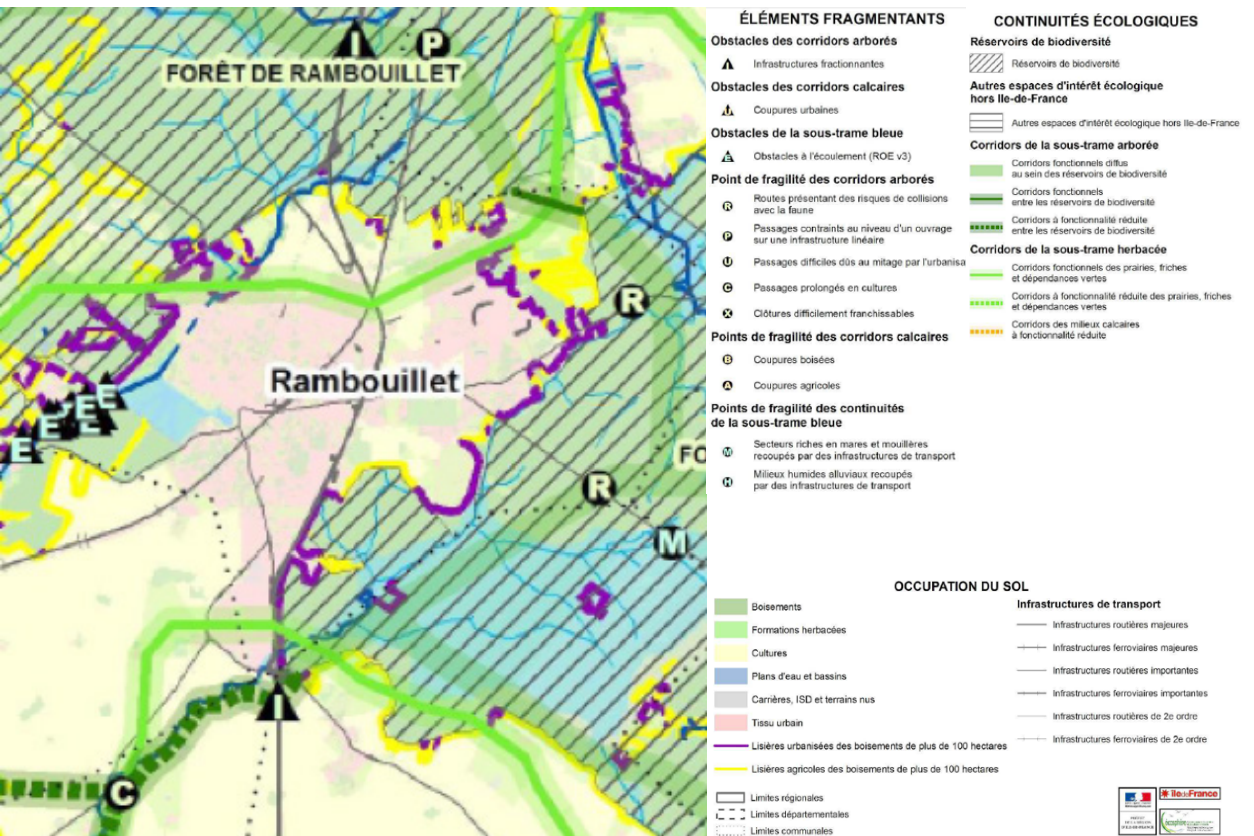 I
P
FORÊT DE RAMBOUILLET
R
Rambouillet
E
E
E
E
FO
R
M
I
C
ÉLÉMENTS FRAGMENTANTS
Obstacles des corridors arborés
I Infrastructures fractionnantes
Obstacles des corridors calcaires
Coupures urbaines
Obstacles de la sous-trame bleue
E Obstacles à l'écoulement (ROE v3)
Point de fragilité des corridors arborés
R Routes présentant des risques de collisions
avec la faune
P Passages contraints au niveau d'un ouvrage
sur une infrastructure linéaire
U Passages difficiles dûs au mitage par l'urbanisa
C Passages prolongés en cultures
X Clôtures difficilement franchissables
Points de fragilité des corridors calcaires
B Coupures boisées
A Coupures agricoles
Points de fragilité des continuités
de la sous-trame bleue
M Secteurs riches en mares et mouillères
recoupés par des infrastructures de transport
H Milieux humides alluviaux recoupés
par des infrastructures de transport
CONTINUITÉS ÉCOLOGIQUES
Réservoirs de biodiversité
Réservoirs de biodiversité
Autres espaces d'intérêt écologique
hors Ile-de-France
Autres espaces d'intérêt écologique hors Ile-de-France
Corridors de la sous-trame arborée
Corridors fonctionnels diffus
au sein des réservoirs de biodiversité
Corridors fonctionnels
entre les réservoirs de biodiversité
Corridors à fonctionnalité réduite
entre les réservoirs de biodiversité
Corridors de la sous-trame herbacée
Corridors fonctionnels des prairies, friches
et dépendances vertes
Corridors à fonctionnalité réduite des prairies, friches
et dépendances vertes
Corridors des milieux calcaires
à fonctionnalité réduite
OCCUPATION DU SOL
Boisements
Formations herbacées
Cultures
Plans d'eau et bassins
Carrières, ISD et terrains nus
Tissu urbain
Lisières urbanisées des boisements de plus de 100 hectares
Lisières agricoles des boisements de plus de 100 hectares
Limites régionales
Limites départementales
Limites communales
Infrastructures de transport
Infrastructures routières majeures
Infrastructures ferroviaires majeures
Infrastructures routières importantes
Infrastructures ferroviaires importantes
Infrastructures routières de 2e ordre
Infrastructures ferroviaires de 2e ordre
îledeFrance